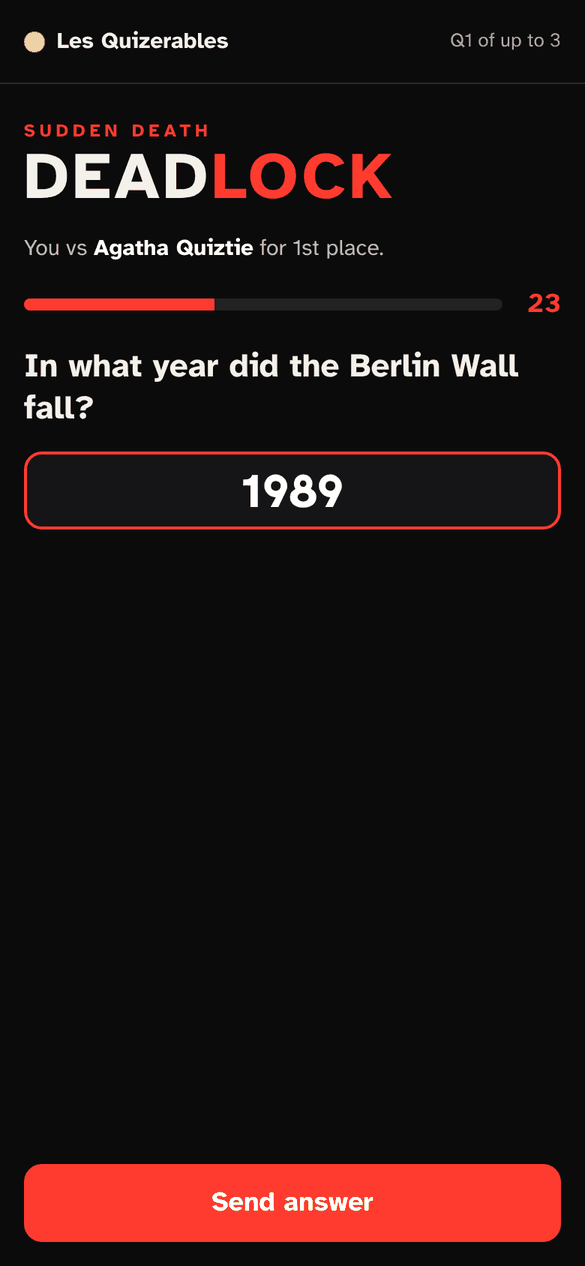 Les Quizerables
Q1 of up to 3
SUDDEN DEATH
DEADLOCK
You vs Agatha Quiztie for 1st place.
23
In what year did the Berlin Wall
fall?
1989
Send answer